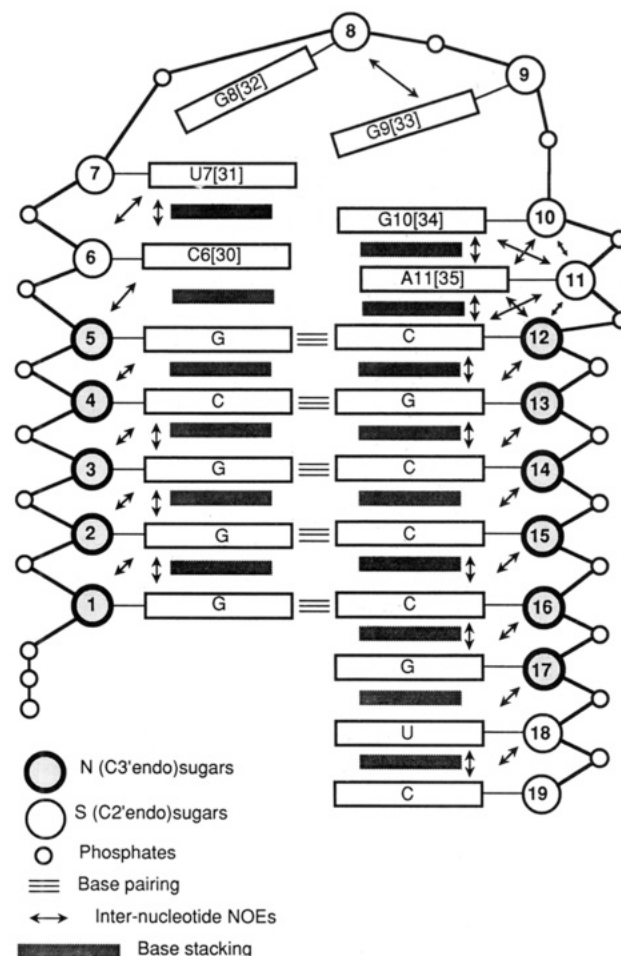 8
9
G8[32]
G9[33]
7 U7[31]
G10[34] 10
6 C6[30]
A11[35] 11
5 G C 12
4 C G 13
3 G C 14
2 G C 15
1 G C 16
G 17
U 18
C 19
N (C3'endo)sugars
S (C2'endo)sugars
Phosphates
Base pairing
Inter-nucleotide NOEs
Base stacking